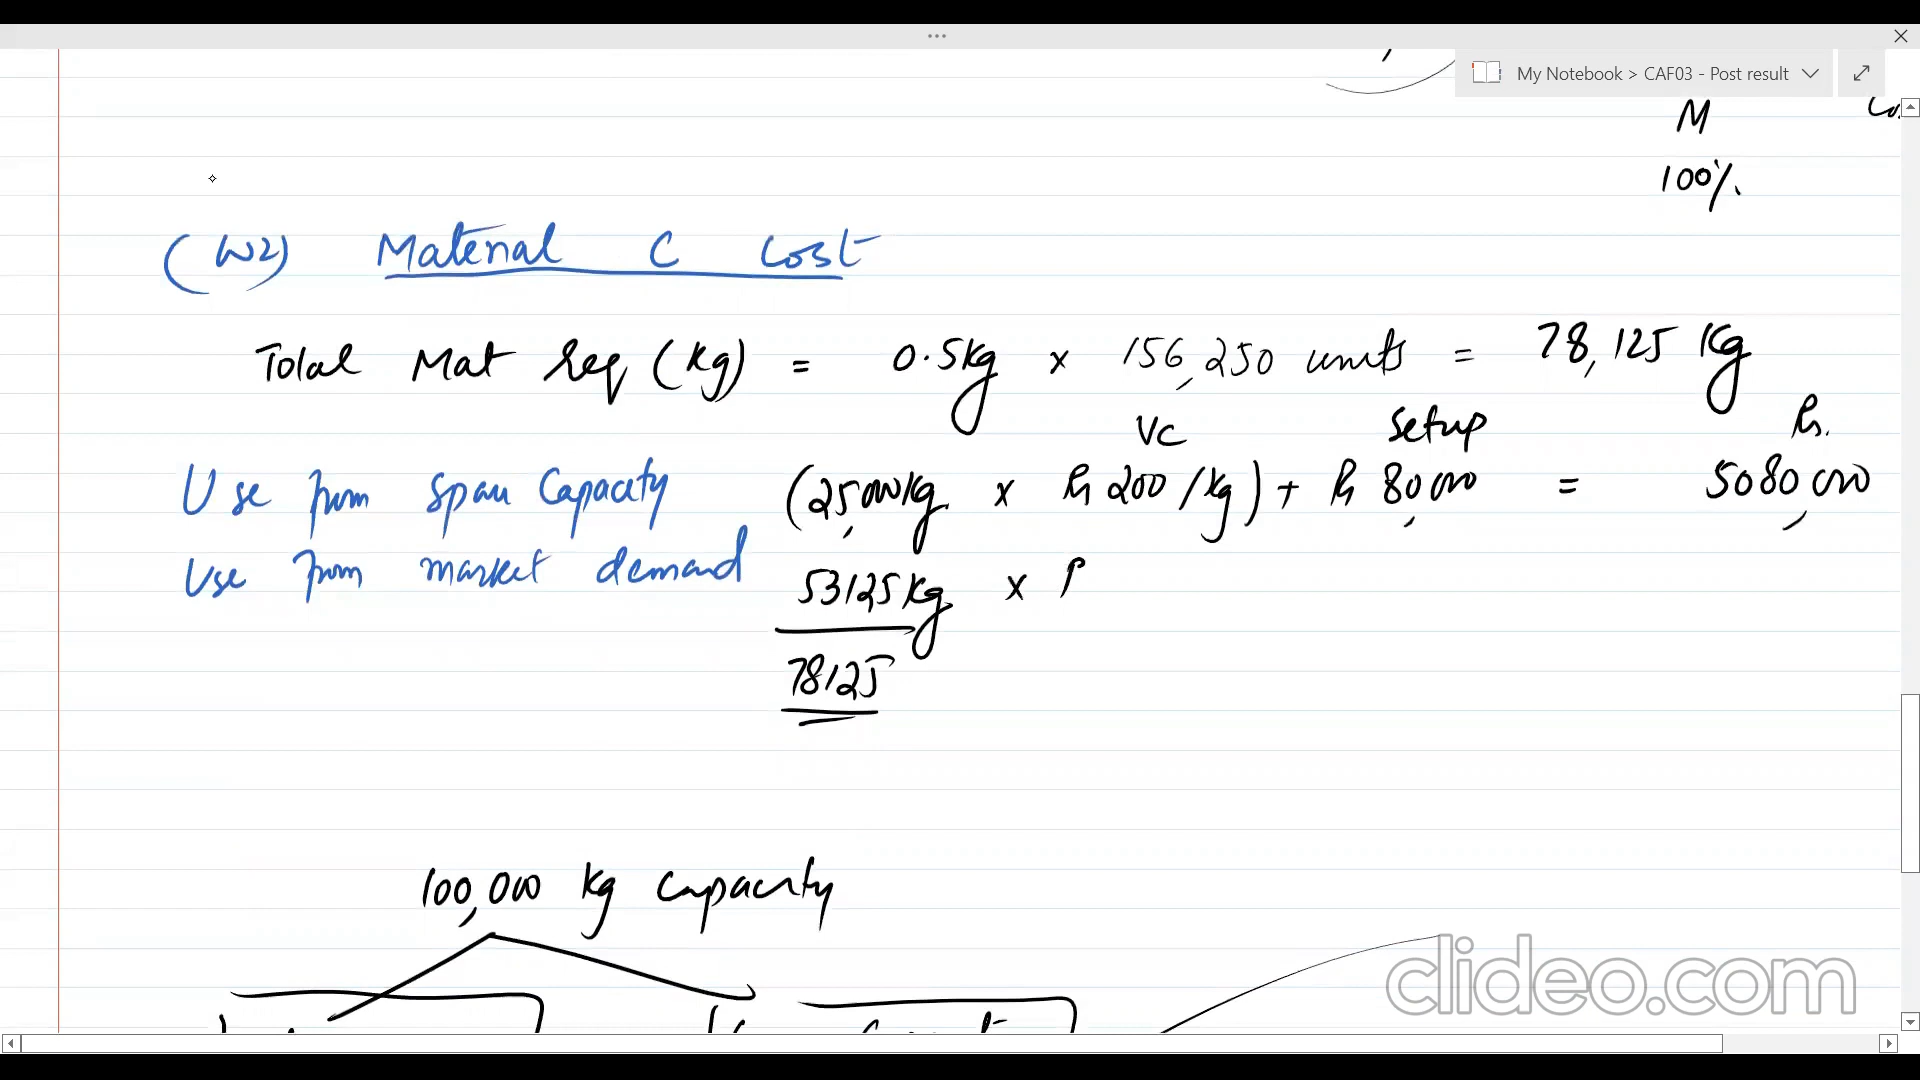 My Notebook > CAF03 - Post result
M
100%
(W2) Material C Cost
Total Mat Req (kg) = 0.5kg x 156,250 units = 78,125 Kg
VC Setup Rs.
Use from spare Capacity (25,000kg x Rs 200 /kg) + Rs 80,000 = 5080,000
Use from market demand 53125 kg x
78125
100,000 kg Capacity
clideo.com